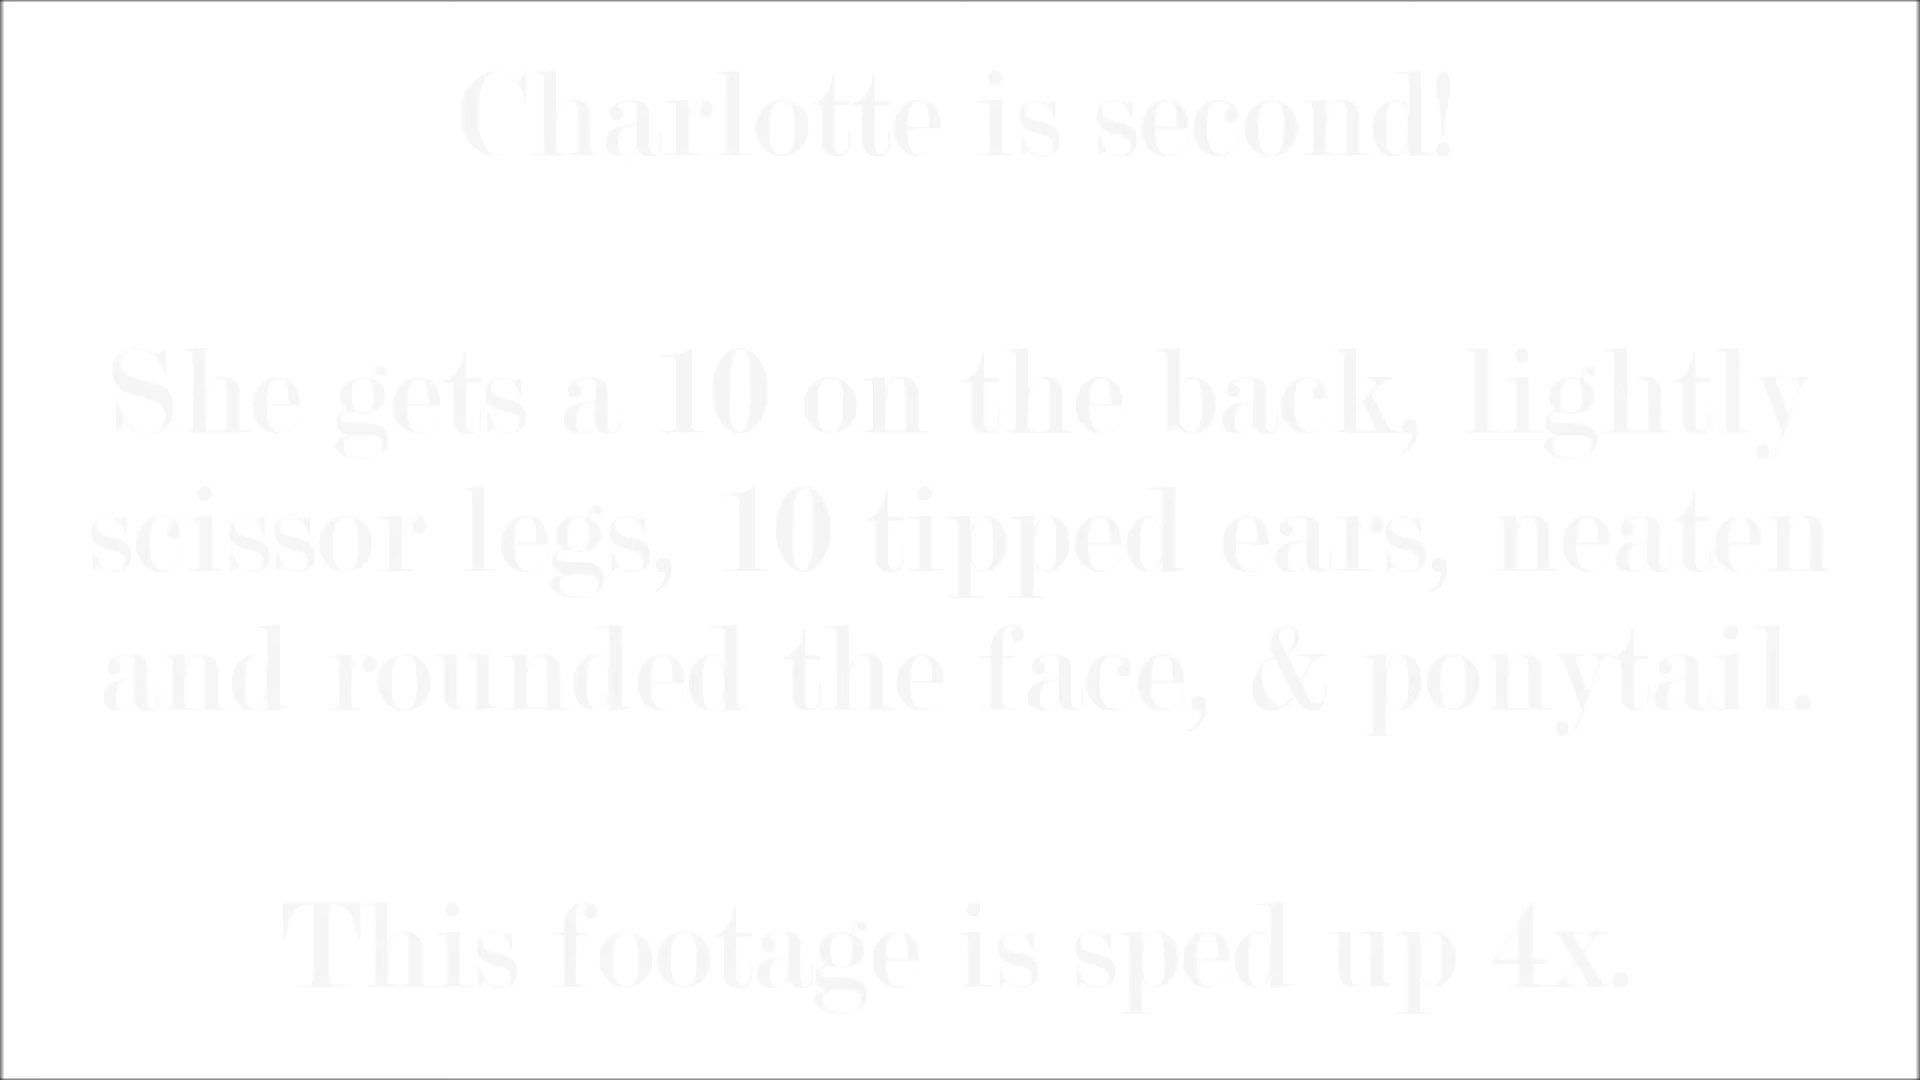 Charlotte is second!
She gets a 10 on the back, lightly
scissor legs, 10 tipped ears, neaten
and rounded the face, & ponytail.
This footage is sped up 4x.